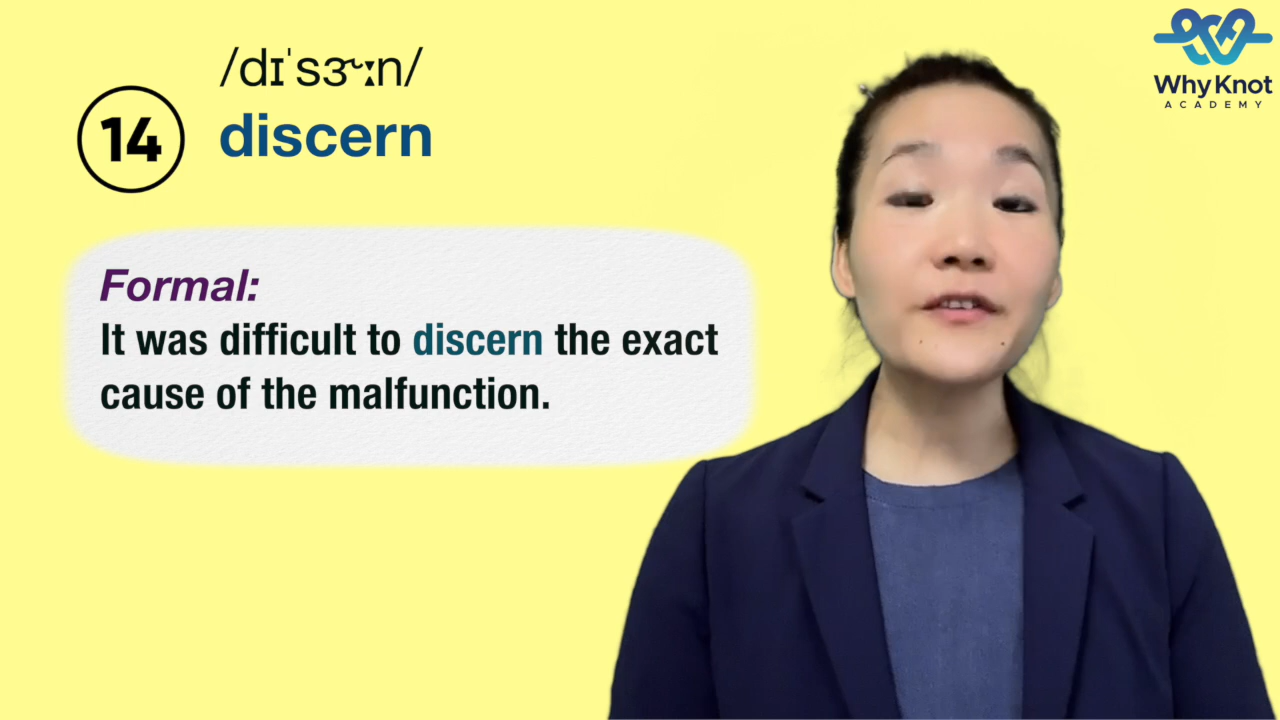 /dɪˈsɝːn/
14
discern
Formal:
It was difficult to discern the exact
cause of the malfunction.
Why Knot
ACADEMY